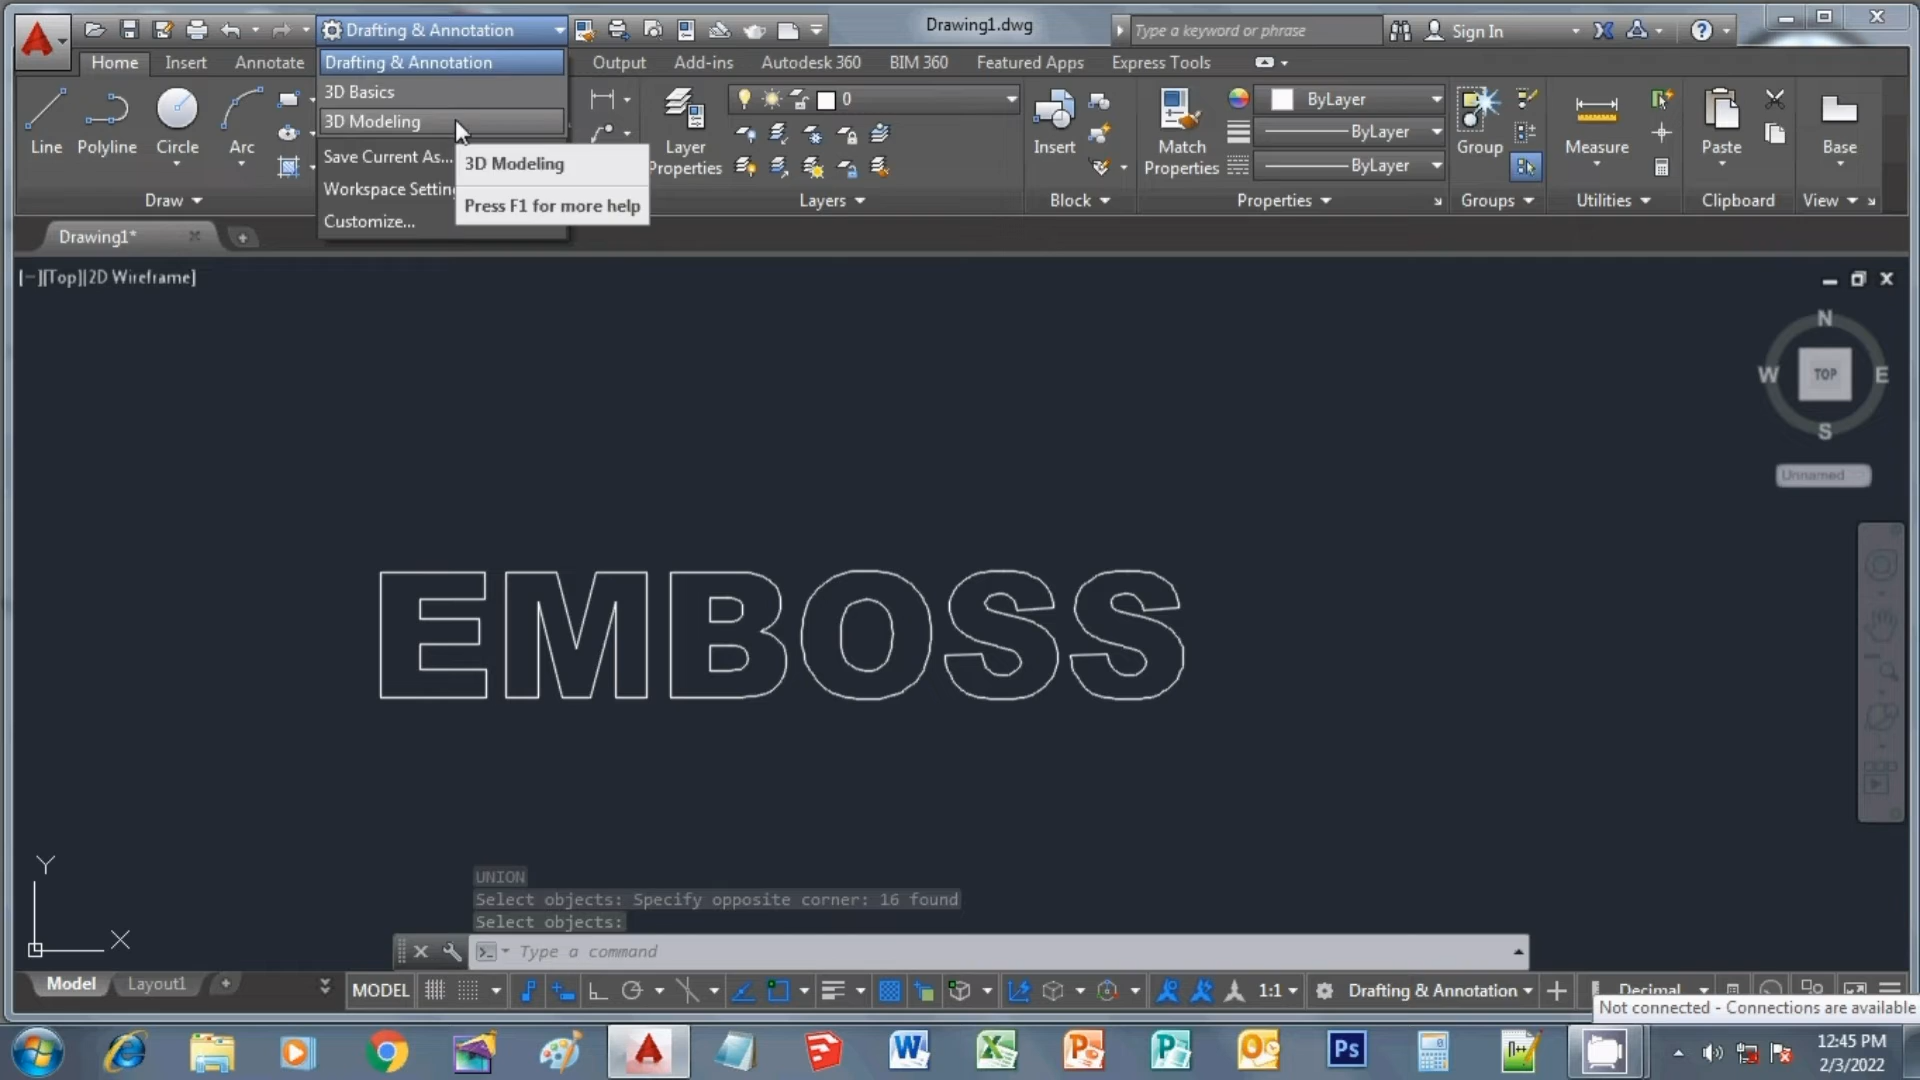 Drafting & Annotation
Drawing1.dwg
Type a keyword or phrase
Sign In
Home
Insert
Annotate
Drafting & Annotation
Output
Add-ins
Autodesk 360
BIM 360
Featured Apps
Express Tools
3D Basics
3D Modeling
Save Current As...
Workspace Settin
Customize...
3D Modeling
Press F1 for more help
Line
Polyline
Circle
Arc
Draw
Layer
Properties
0
Layers
Insert
Block
Match
Properties
ByLayer
ByLayer
ByLayer
Properties
Group
Groups
Measure
Utilities
Paste
Clipboard
Base
View
Drawing1*
[−][Top][2D Wireframe]
N
W
TOP
E
S
Unnamed
EMBOSS
Y
X
UNION
Select objects: Specify opposite corner: 16 found
Select objects:
Type a command
Model
Layout1
MODEL
1:1
Drafting & Annotation
Decimal
Not connected - Connections are available
Ps
12:45 PM
2/3/2022